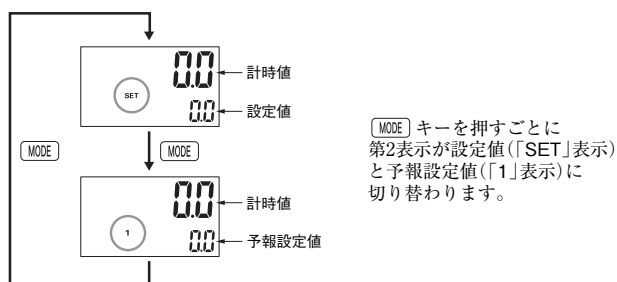 0.0
計時値
SET
0.0
設定値
MODE
MODE
0.0
計時値
1
0.0
予報設定値
MODE キーを押すごとに
第2表示が設定値(「SET」表示)
と予報設定値(「1」表示)に
切り替わります。